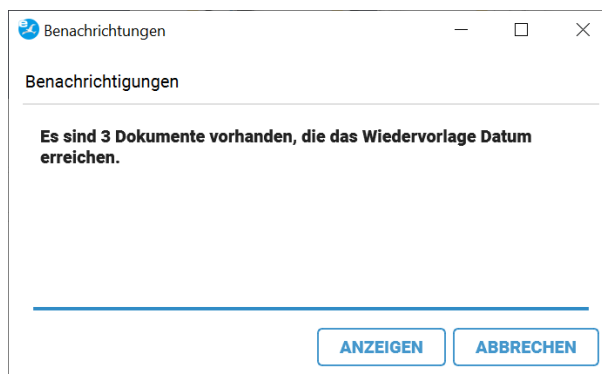 Benachrichtungen
Benachrichtigungen
Es sind 3 Dokumente vorhanden, die das Wiedervorlage Datum
erreichen.
ANZEIGEN ABBRECHEN